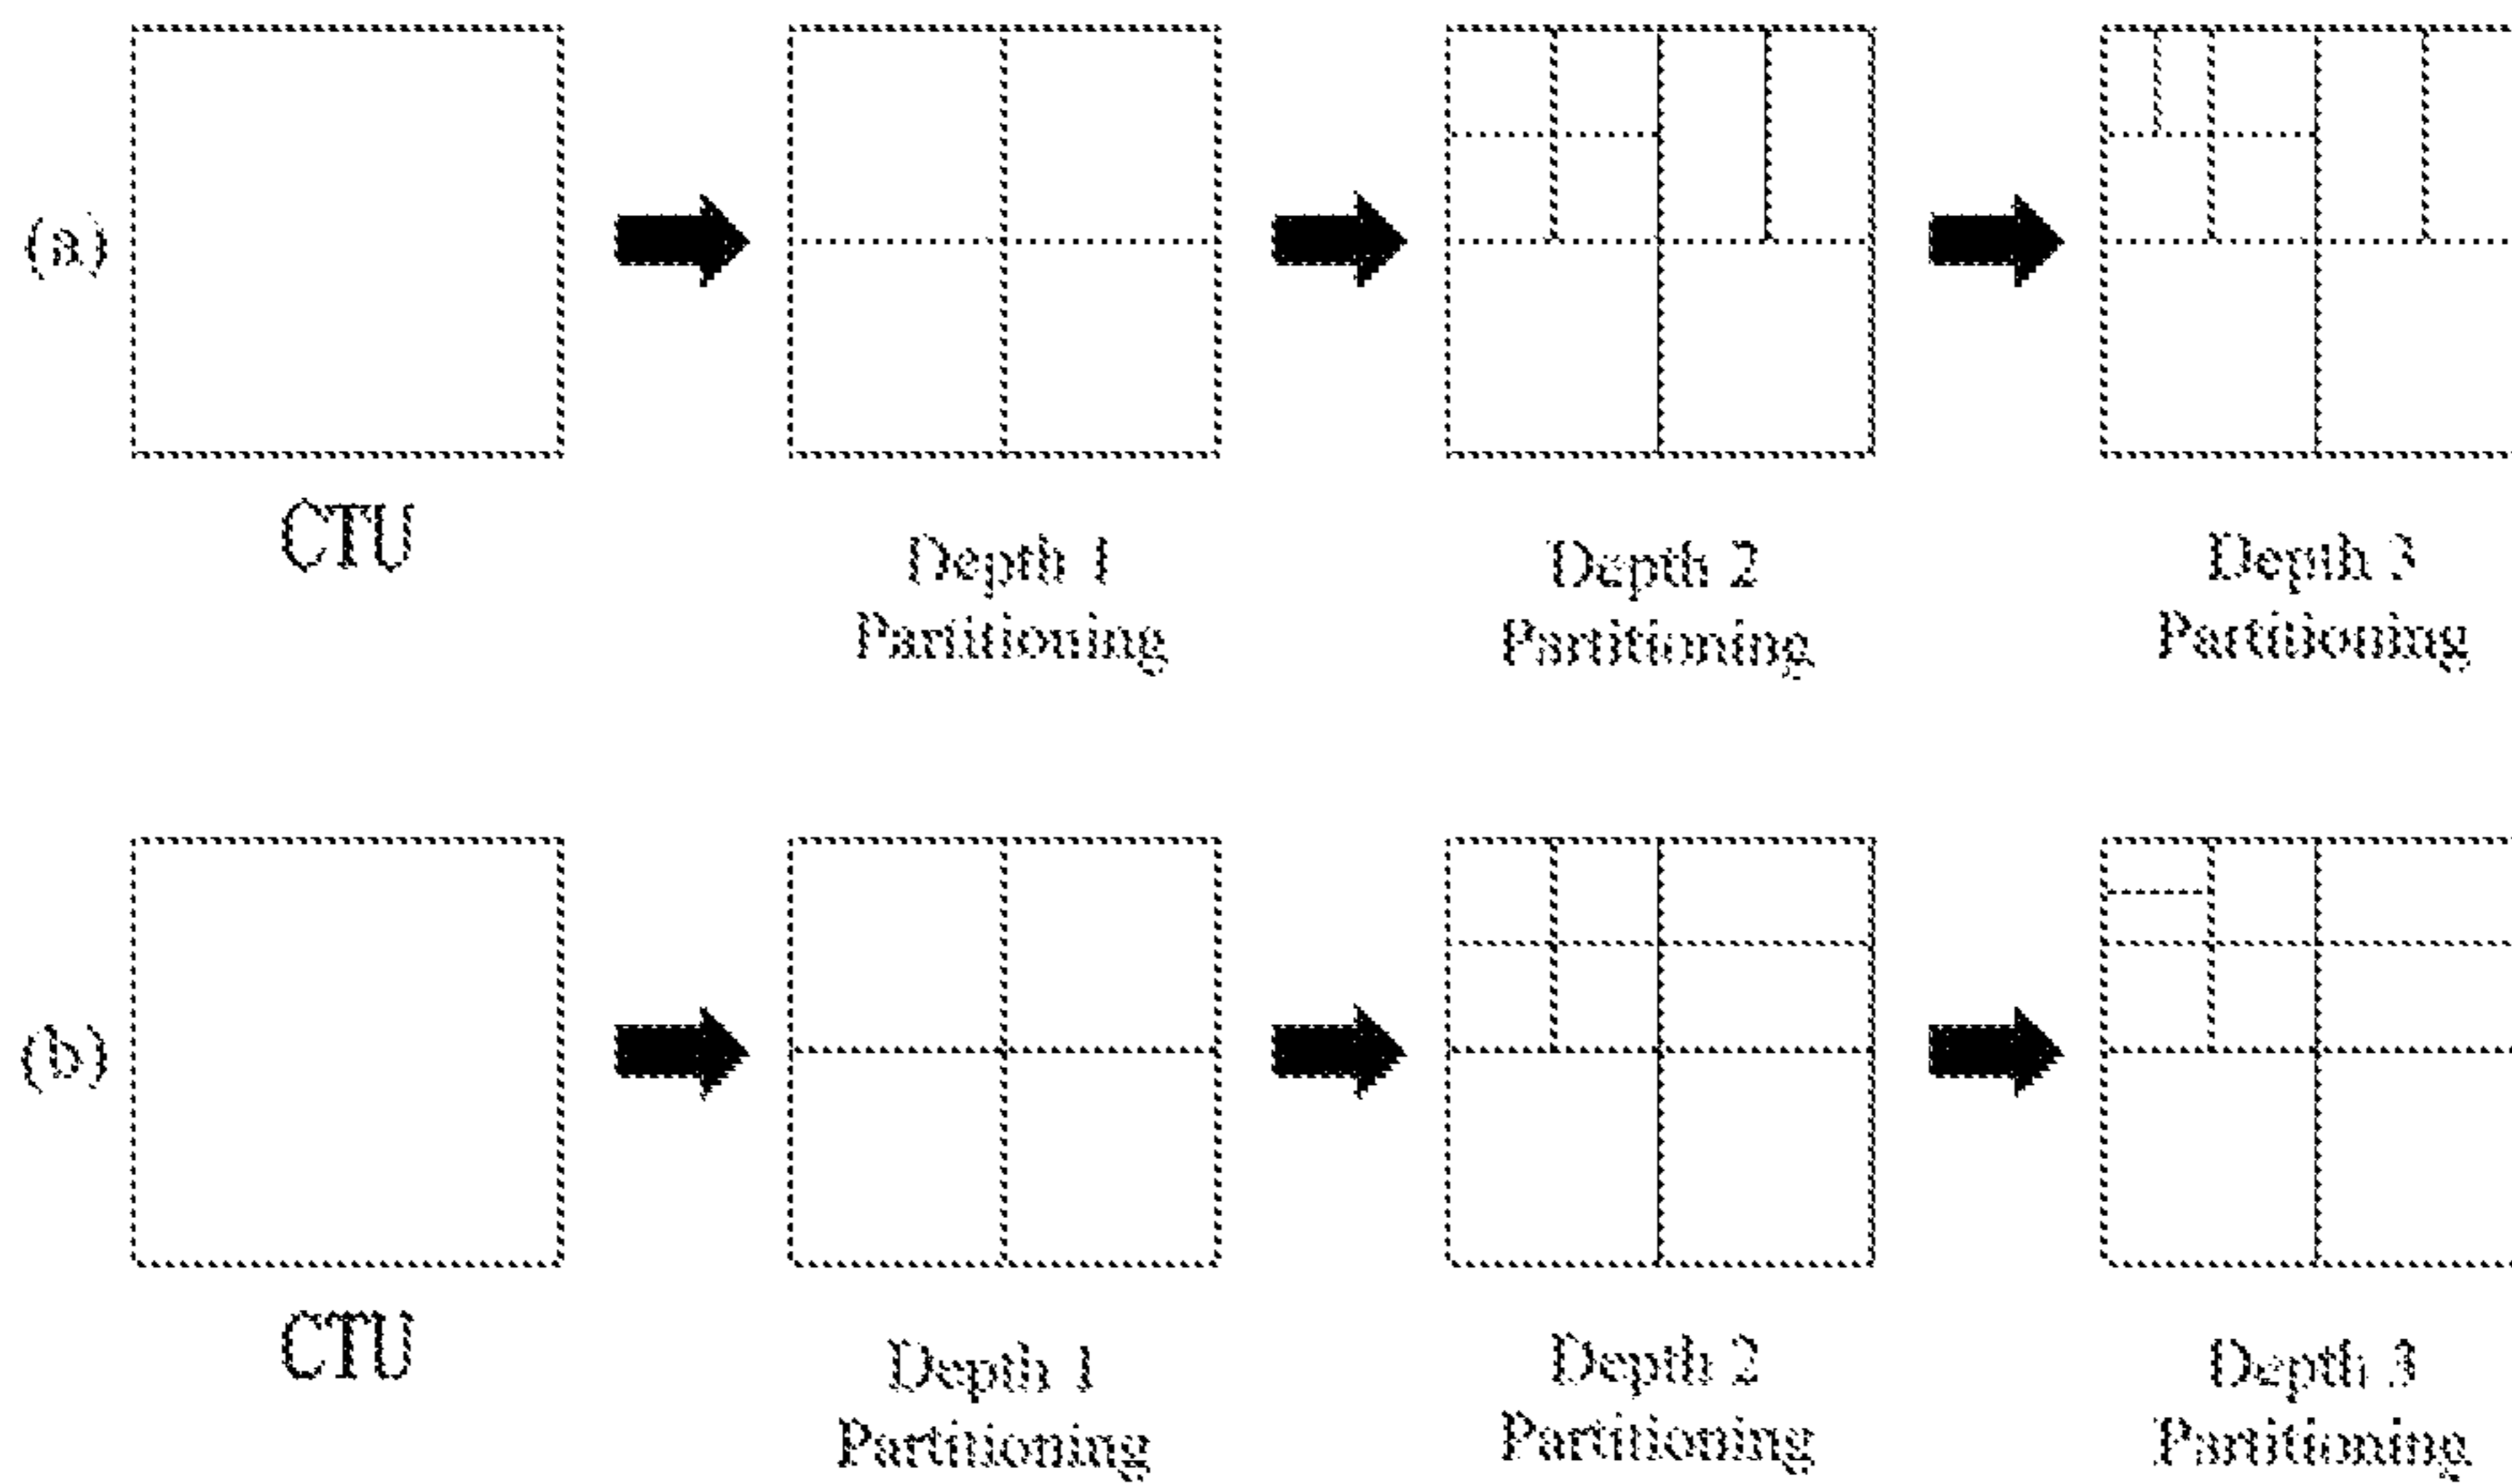 (a)
CTU
Depth 1
Partitioning
Depth 2
Partitioning
Depth 3
Partitioning
(b)
CTU
Depth 1
Partitioning
Depth 2
Partitioning
Depth 3
Partitioning